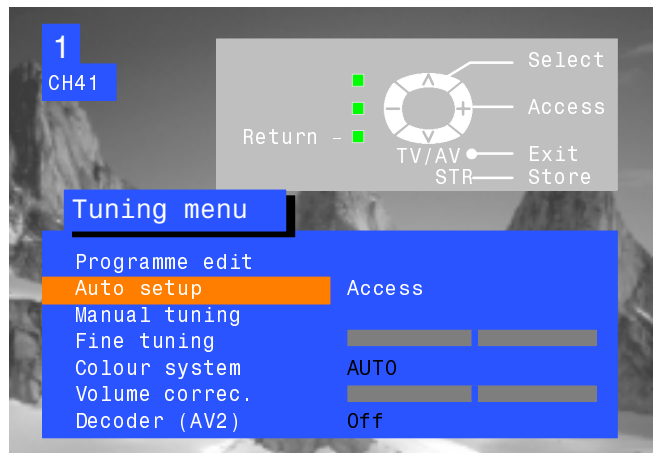 1
CH41
Select
Access
Return –
TV/AV Exit
STR Store
Tuning menu
Programme edit
Auto setup Access
Manual tuning
Fine tuning
Colour system AUTO
Volume correc.
Decoder (AV2) Off